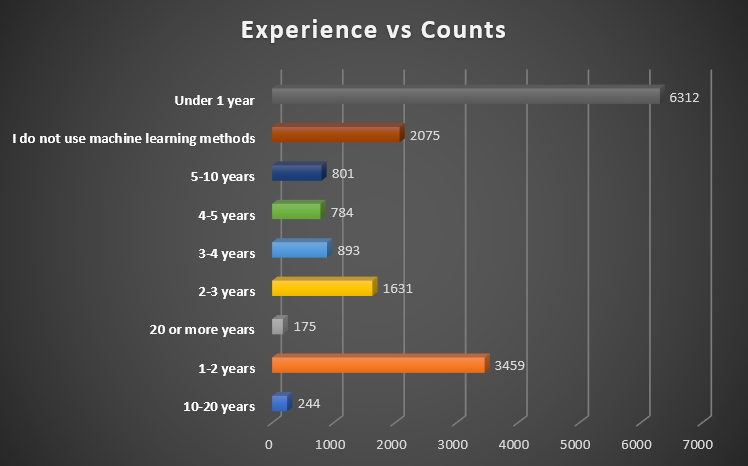 Experience vs Counts
Under 1 year 6312
I do not use machine learning methods 2075
5-10 years 801
4-5 years 784
3-4 years 893
2-3 years 1631
20 or more years 175
1-2 years 3459
10-20 years 244
0 1000 2000 3000 4000 5000 6000 7000